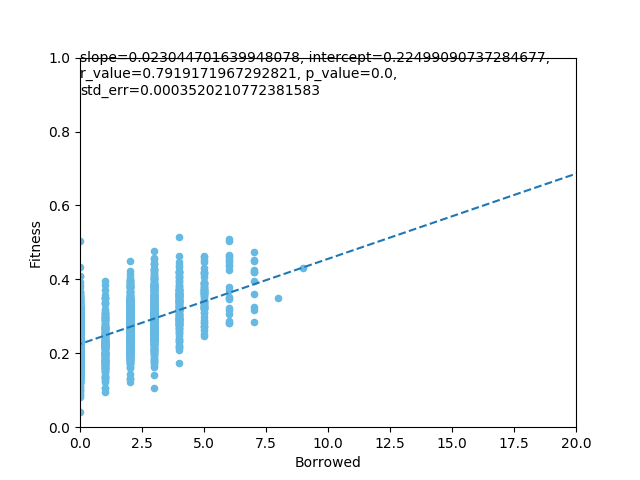 slope=0.023044701639948078, intercept=0.22499090737284677,
r_value=0.7919171967292821, p_value=0.0,
std_err=0.0003520210772381583
1.0
0.8
0.6
0.4
0.2
0.0
Fitness
0.0 2.5 5.0 7.5 10.0 12.5 15.0 17.5 20.0
Borrowed